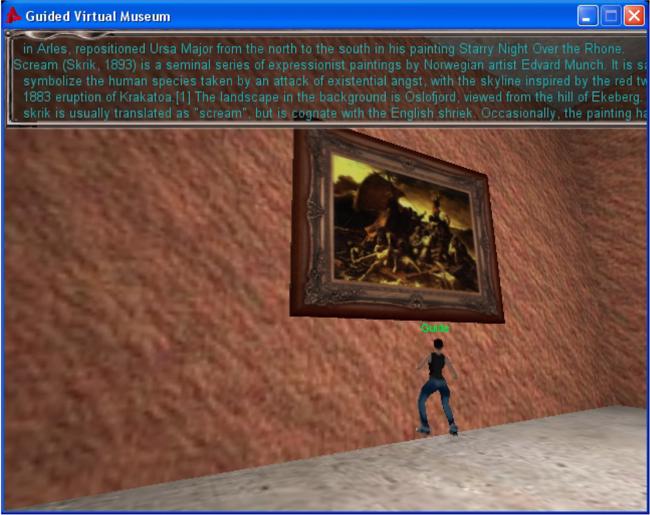 Guided Virtual Museum
in Arles, repositioned Ursa Major from the north to the south in his painting Starry Night Over the Rhone.
Scream (Skrik, 1893) is a seminal series of expressionist paintings by Norwegian artist Edvard Munch. It is
symbolize the human species taken by an attack of existential angst, with the skyline inspired by the red
1883 eruption of Krakatoa.[1] The landscape in the background is Oslofjord, viewed from the hill of Ekeberg.
skrik is usually translated as "scream", but is cognate with the English shriek. Occasionally, the painting
Guide